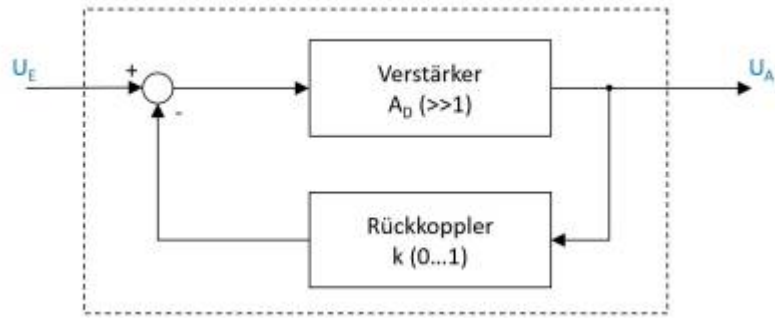 U_E
+
-
Verstärker
A_D (>>1)
U_A
Rückkoppler
k (0...1)